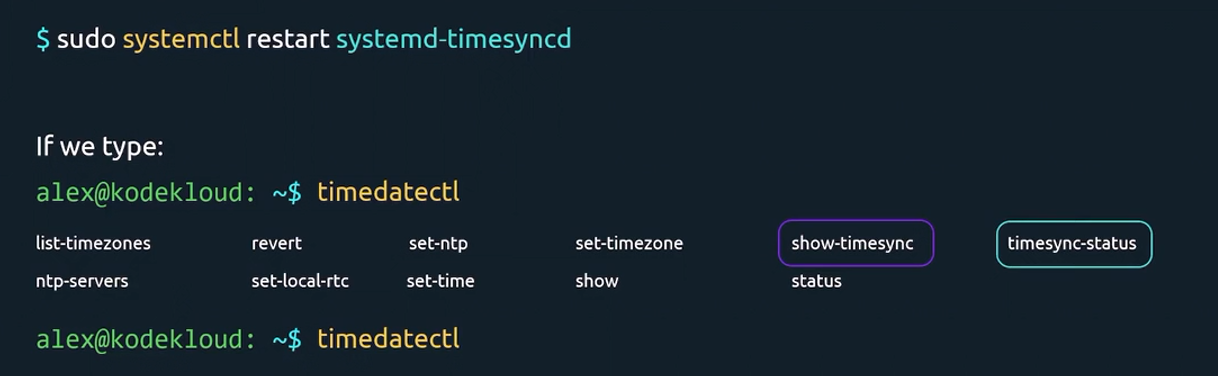 $ sudo systemctl restart systemd-timesyncd
If we type:
alex@kodekloud: ~$ timedatectl
list-timezones revert set-ntp set-timezone show-timesync timesync-status
ntp-servers set-local-rtc set-time show status
alex@kodekloud: ~$ timedatectl